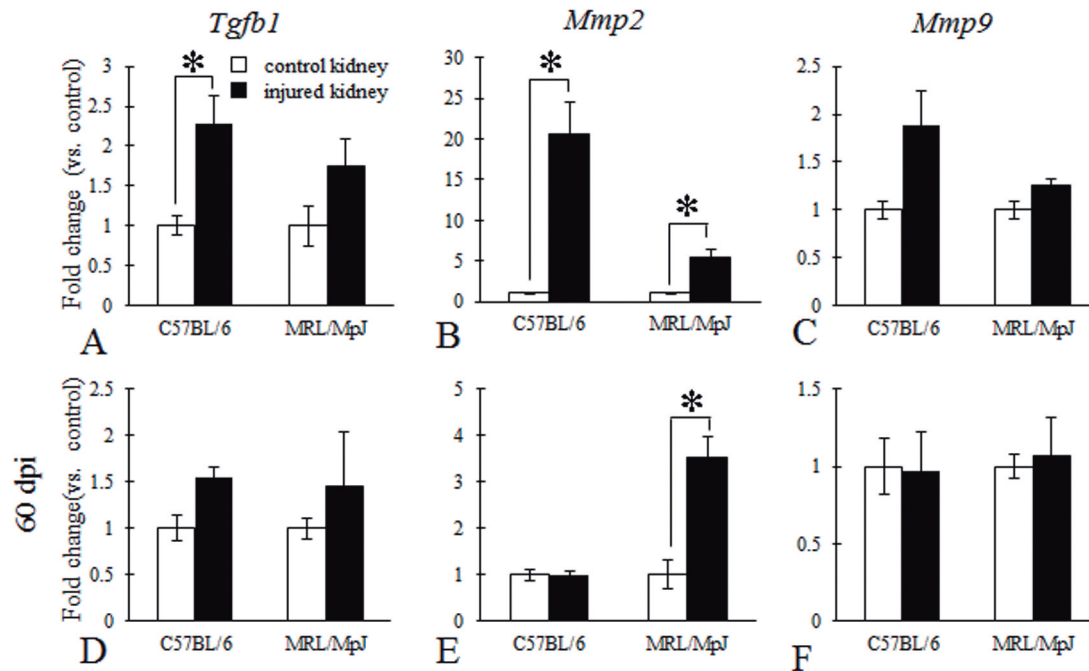 Tgfb1 Mmp2 Mmp9
Fold change (vs. control)
3
2.5
2
1.5
1
0.5
0
*
control kidney
injured kidney
C57BL/6 MRL/MpJ
A
30
25
20
15
10
5
0
*
*
C57BL/6 MRL/MpJ
B
2.5
2
1.5
1
0.5
0
C57BL/6 MRL/MpJ
C
60 dpi
Fold change(vs. control)
2.5
2
1.5
1
0.5
0
C57BL/6 MRL/MpJ
D
5
4
3
2
1
0
*
C57BL/6 MRL/MpJ
E
1.5
1
0.5
0
C57BL/6 MRL/MpJ
F